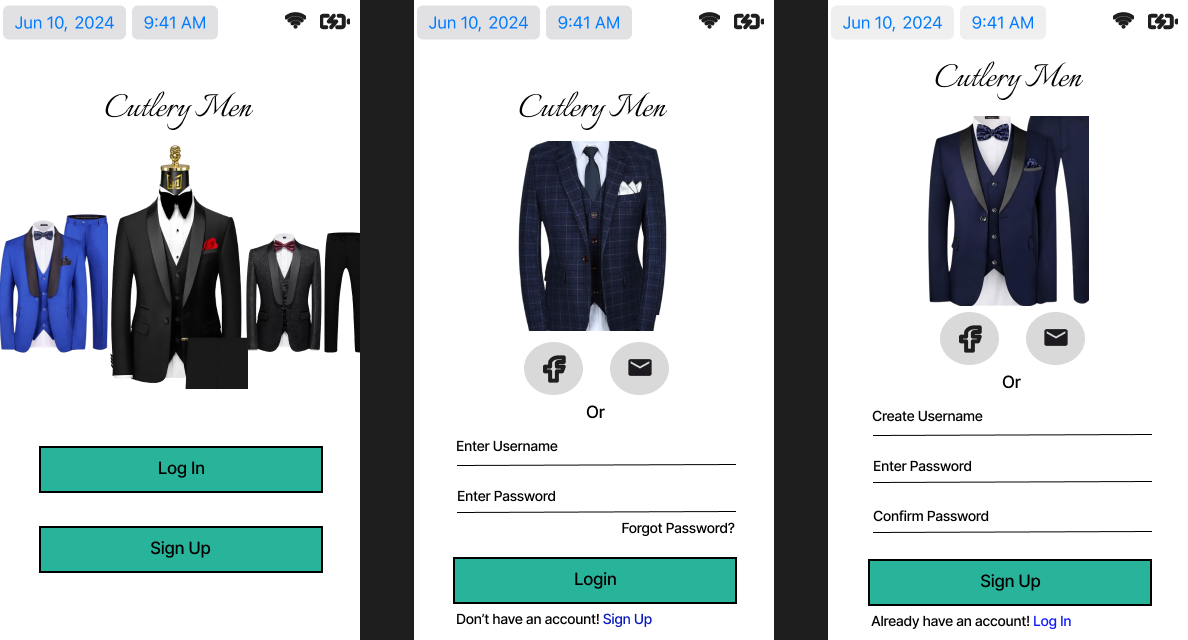 Jun 10, 2024 9:41 AM
Cutlery Men
Log In
Sign Up
Jun 10, 2024 9:41 AM
Cutlery Men
Or
Enter Username
Enter Password
Forgot Password?
Login
Don't have an account! Sign Up
Jun 10, 2024 9:41 AM
Cutlery Men
Or
Create Username
Enter Password
Confirm Password
Sign Up
Already have an account! Log In